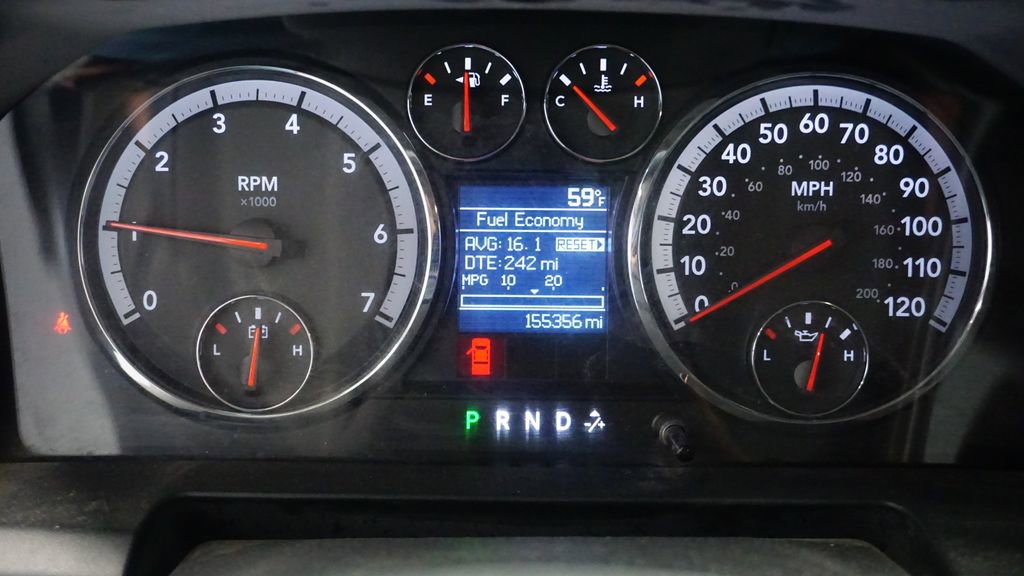 E F
C H
0
1
2
3
4
5
6
7
RPM
×1000
L H
59°F
Fuel Economy
AVG: 16.1 RESET
DTE: 242 mi
MPG 10 20
155356 mi
P R N D
0
10
20
30
40
50
60
70
80
90
100
110
120
20
40
60
80
100
120
140
160
180
200
MPH
km/h
L H